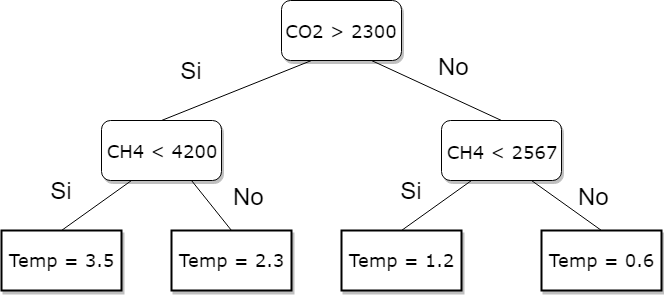 CO2 > 2300
Si
No
CH4 < 4200
CH4 < 2567
Si
No
Si
No
Temp = 3.5
Temp = 2.3
Temp = 1.2
Temp = 0.6